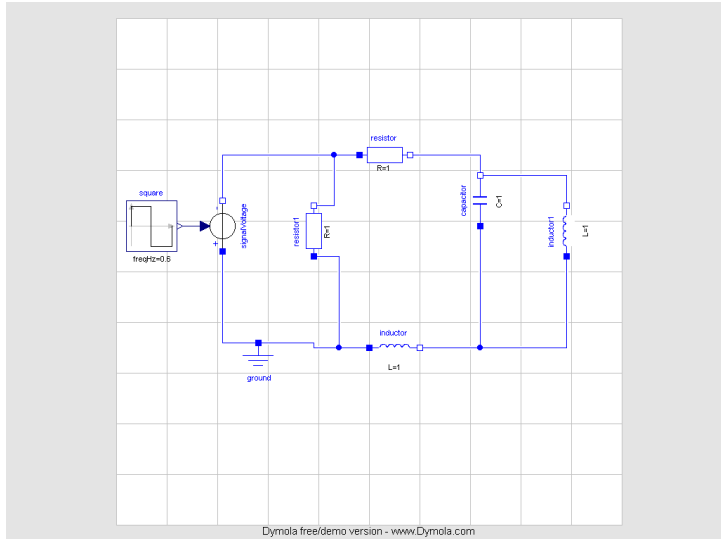 resistor
R=1
square
freqHz=0.6
-
+
signalVoltage
resistor1
R=1
capacitor
C=1
inductor1
L=1
inductor
L=1
ground
Dymola free/demo version - www.Dymola.com